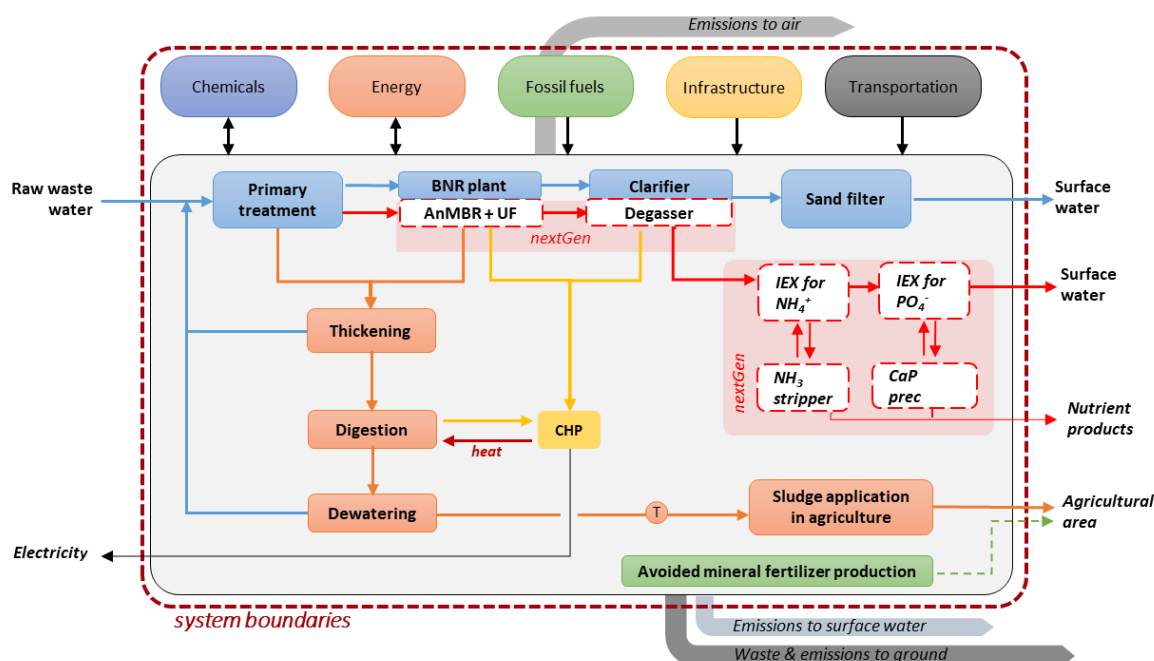 Emissions to air
Chemicals
Energy
Fossil fuels
Infrastructure
Transportation
Raw waste
water
Primary
treatment
BNR plant
Clarifier
Sand filter
Surface
water
AnMBR + UF
Degasser
nextGen
IEX for
NH₄⁺
IEX for
PO₄⁻
Surface
water
Thickening
nextGen
NH₃
stripper
CaP
prec
Nutrient
products
Digestion
heat
CHP
Dewatering
T
Sludge application
in agriculture
Agricultural
area
Electricity
Avoided mineral fertilizer production
system boundaries
Emissions to surface water
Waste & emissions to ground